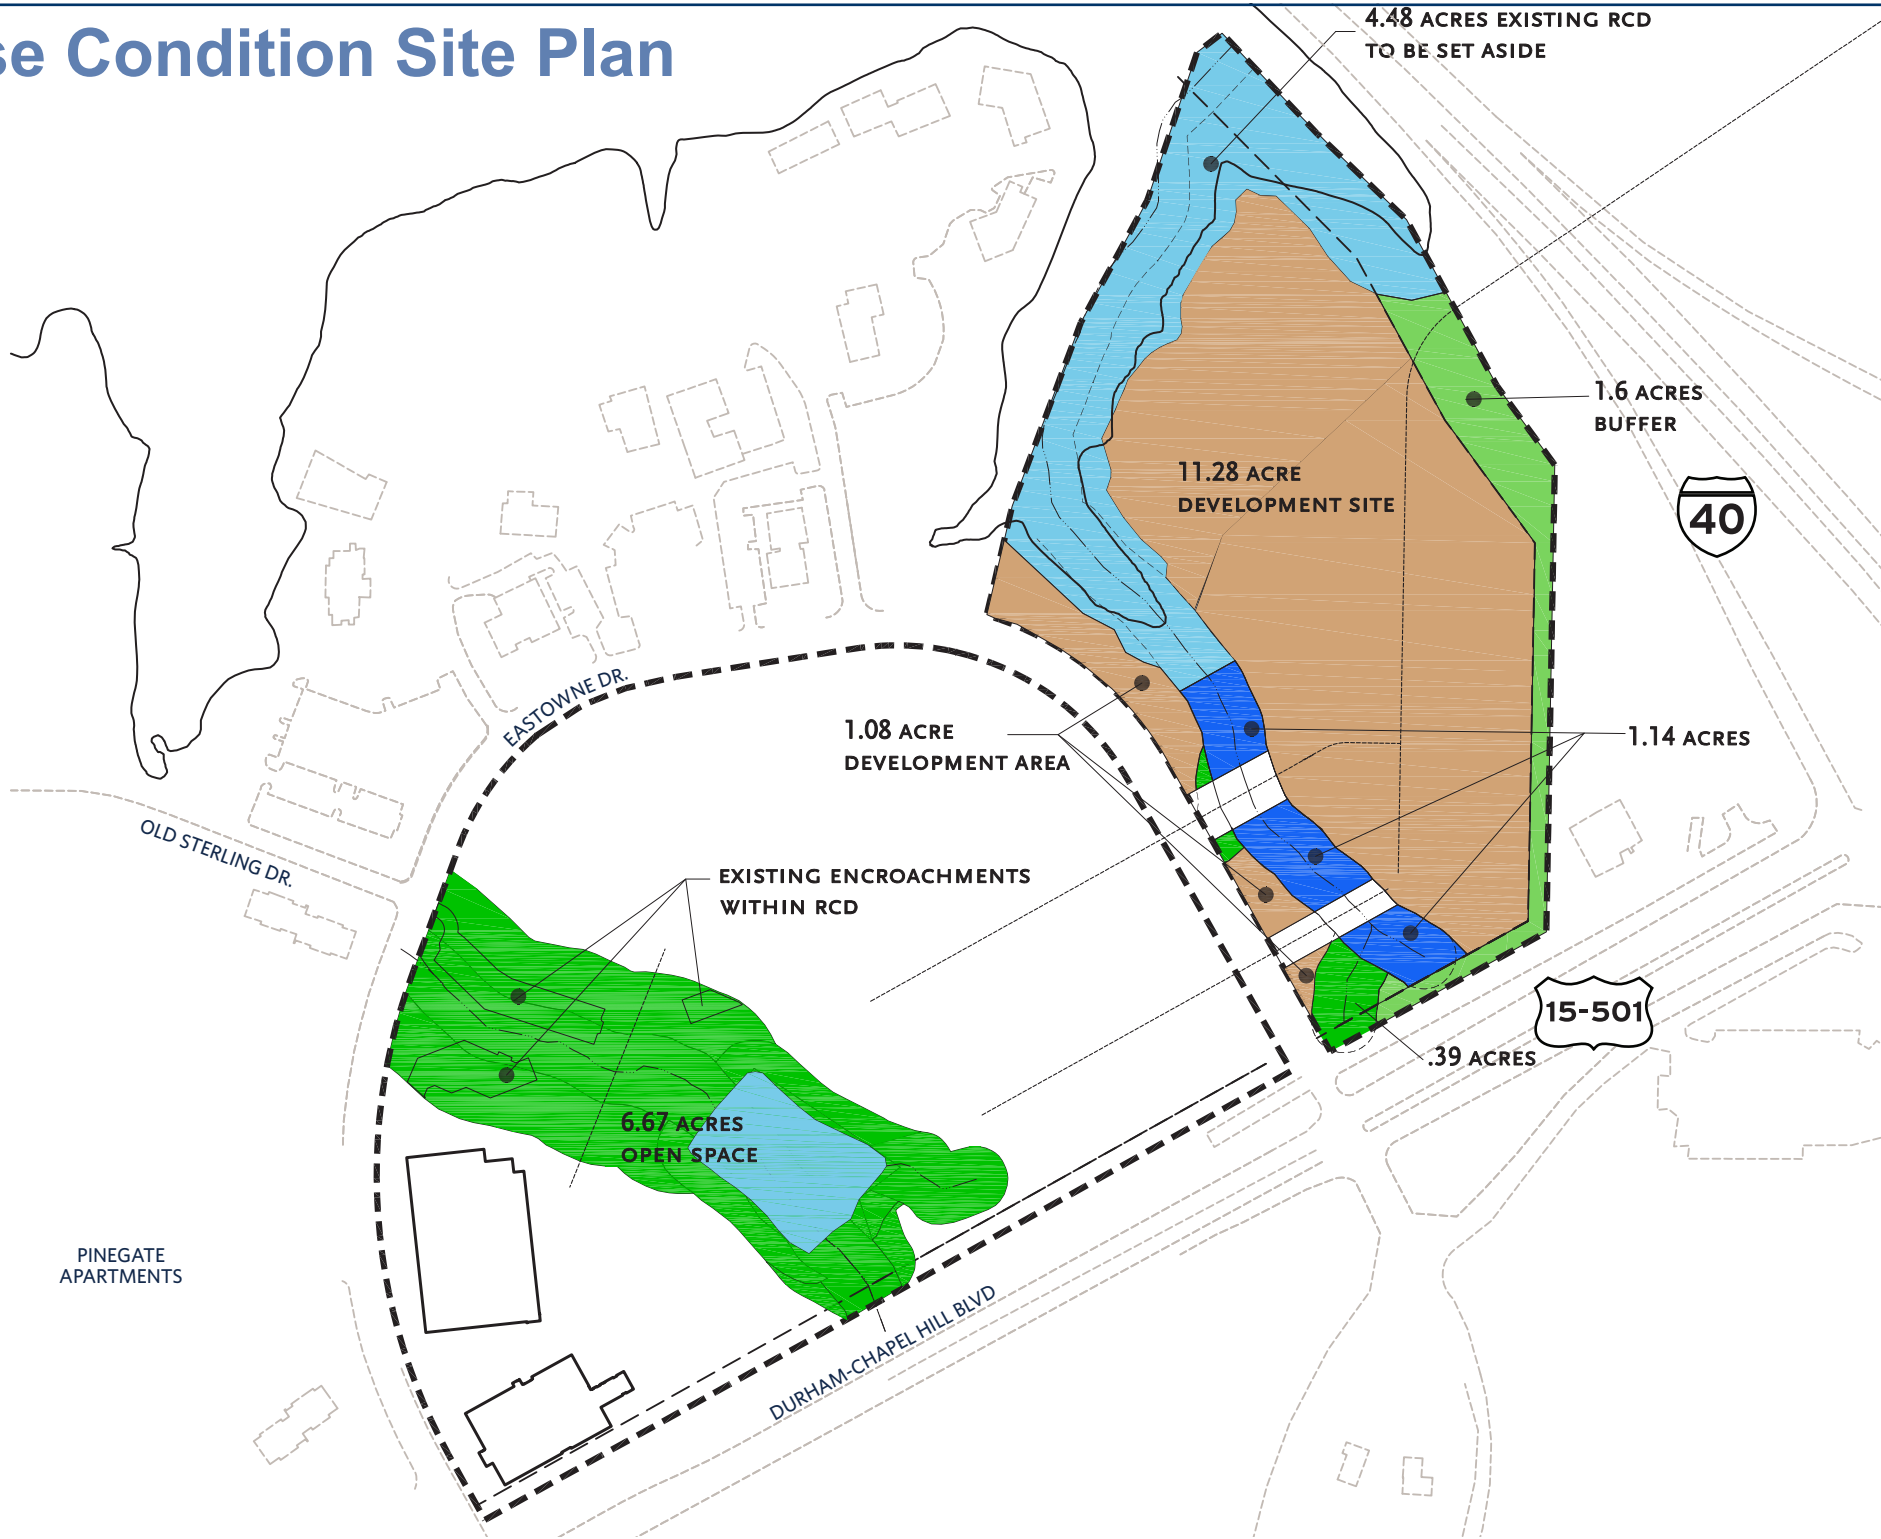 se Condition Site Plan
4.48 ACRES EXISTING RCD
TO BE SET ASIDE
1.6 ACRES
BUFFER
11.28 ACRE
DEVELOPMENT SITE
40
EASTOWNE DR.
1.08 ACRE
DEVELOPMENT AREA
1.14 ACRES
OLD STERLING DR.
EXISTING ENCROACHMENTS
WITHIN RCD
15-501
.39 ACRES
6.67 ACRES
OPEN SPACE
PINEGATE
APARTMENTS
DURHAM-CHAPEL HILL BLVD